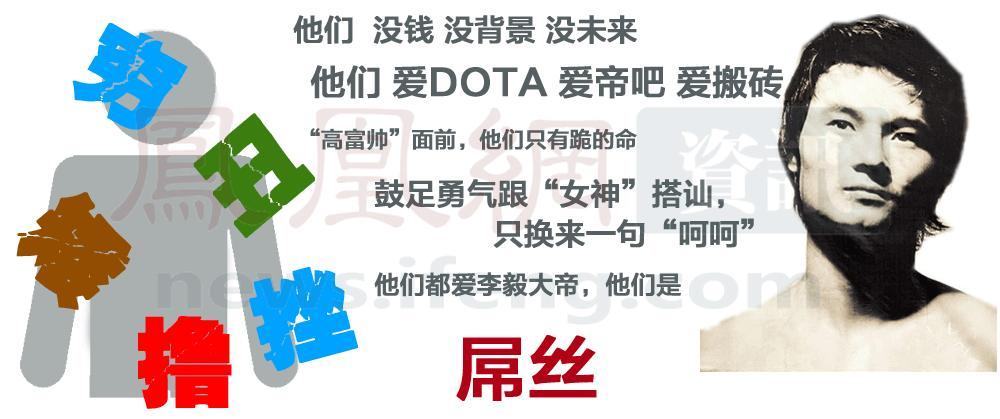 他们 没钱 没背景 没未来
他们 爱DOTA 爱帝吧 爱搬砖
“高富帅”面前，他们只有跪的命
鼓足勇气跟“女神”搭讪，
只换来一句“呵呵”
他们都爱李毅大帝，他们是
屌丝
穷
丑
矮
挫
撸
鳳凰網 資訊
news.ifeng.com